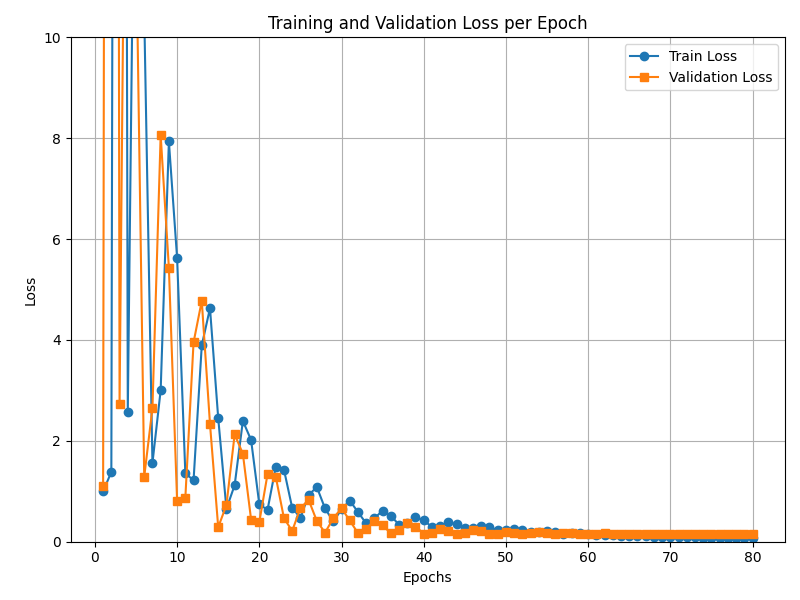 Training and Validation Loss per Epoch
10
8
6
4
2
0
Loss
Train Loss
Validation Loss
0 10 20 30 40 50 60 70 80
Epochs